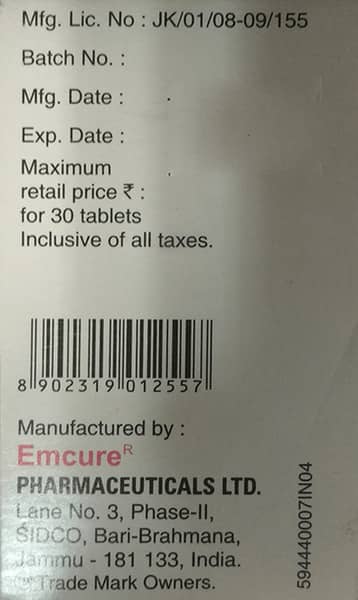 Mfg. Lic. No : JK/01/08-09/155
Batch No. :
Mfg. Date :
Exp. Date :
Maximum
retail price ₹ :
for 30 tablets
Inclusive of all taxes.
8 902319 012557
Manufactured by :
Emcure®
PHARMACEUTICALS LTD.
Lane No. 3, Phase-II,
SIDCO, Bari-Brahmana,
Jammu - 181 133, India.
Trade Mark Owners.
594440007IN04